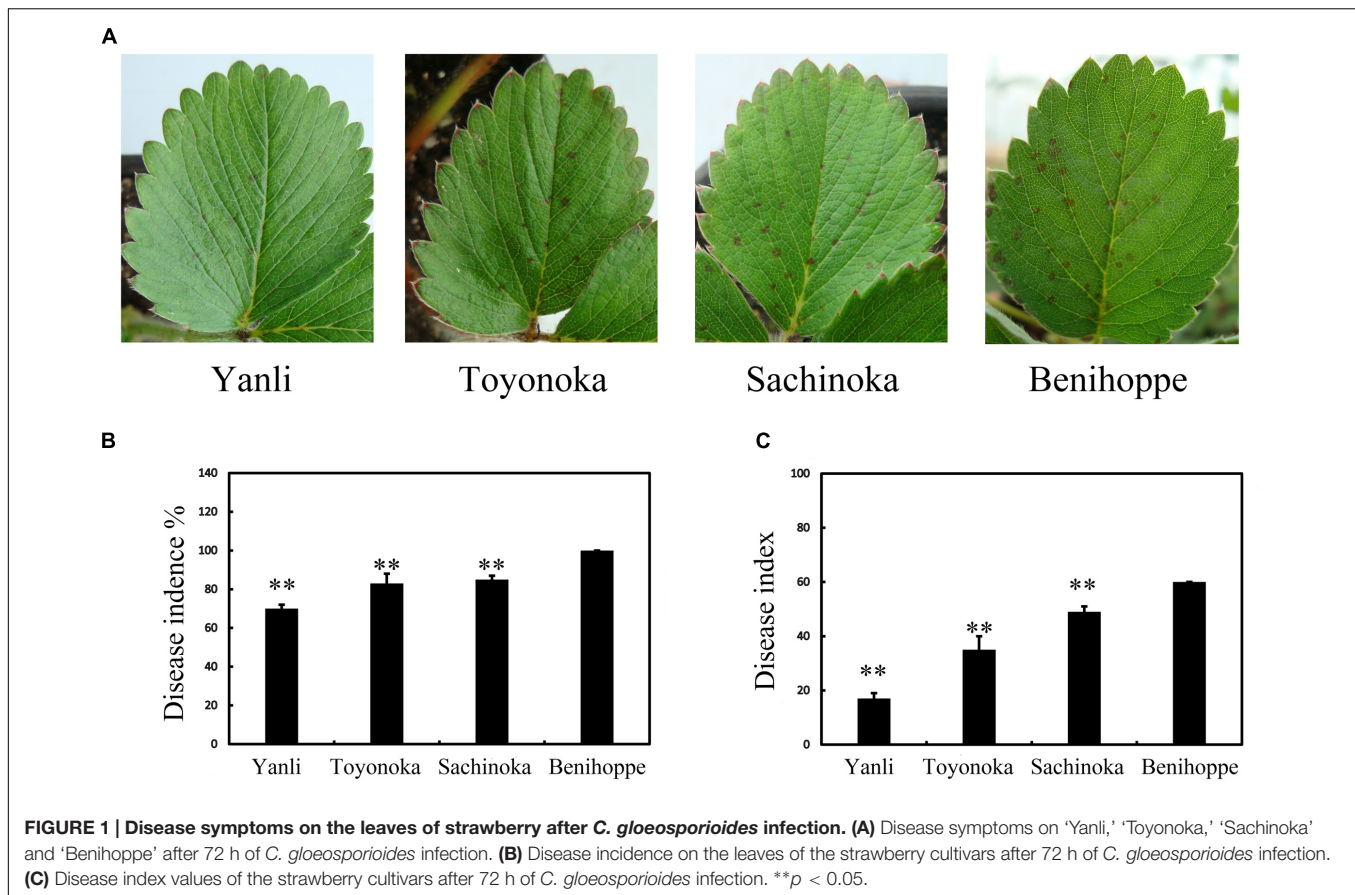 A
Yanli
Toyonoka
Sachinoka
Benihoppe
B
Disease indence %
140
120
100
80
60
40
20
0
**
**
**
Yanli
Toyonoka
Sachinoka
Benihoppe
C
Disease index
100
80
60
40
20
0
**
**
**
Yanli
Toyonoka
Sachinoka
Benihoppe
FIGURE 1 | Disease symptoms on the leaves of strawberry after C. gloeosporioides infection. (A) Disease symptoms on ‘Yanli,’ ‘Toyonoka,’ ‘Sachinoka’
and ‘Benihoppe’ after 72 h of C. gloeosporioides infection. (B) Disease incidence on the leaves of the strawberry cultivars after 72 h of C. gloeosporioides infection.
(C) Disease index values of the strawberry cultivars after 72 h of C. gloeosporioides infection. **p < 0.05.